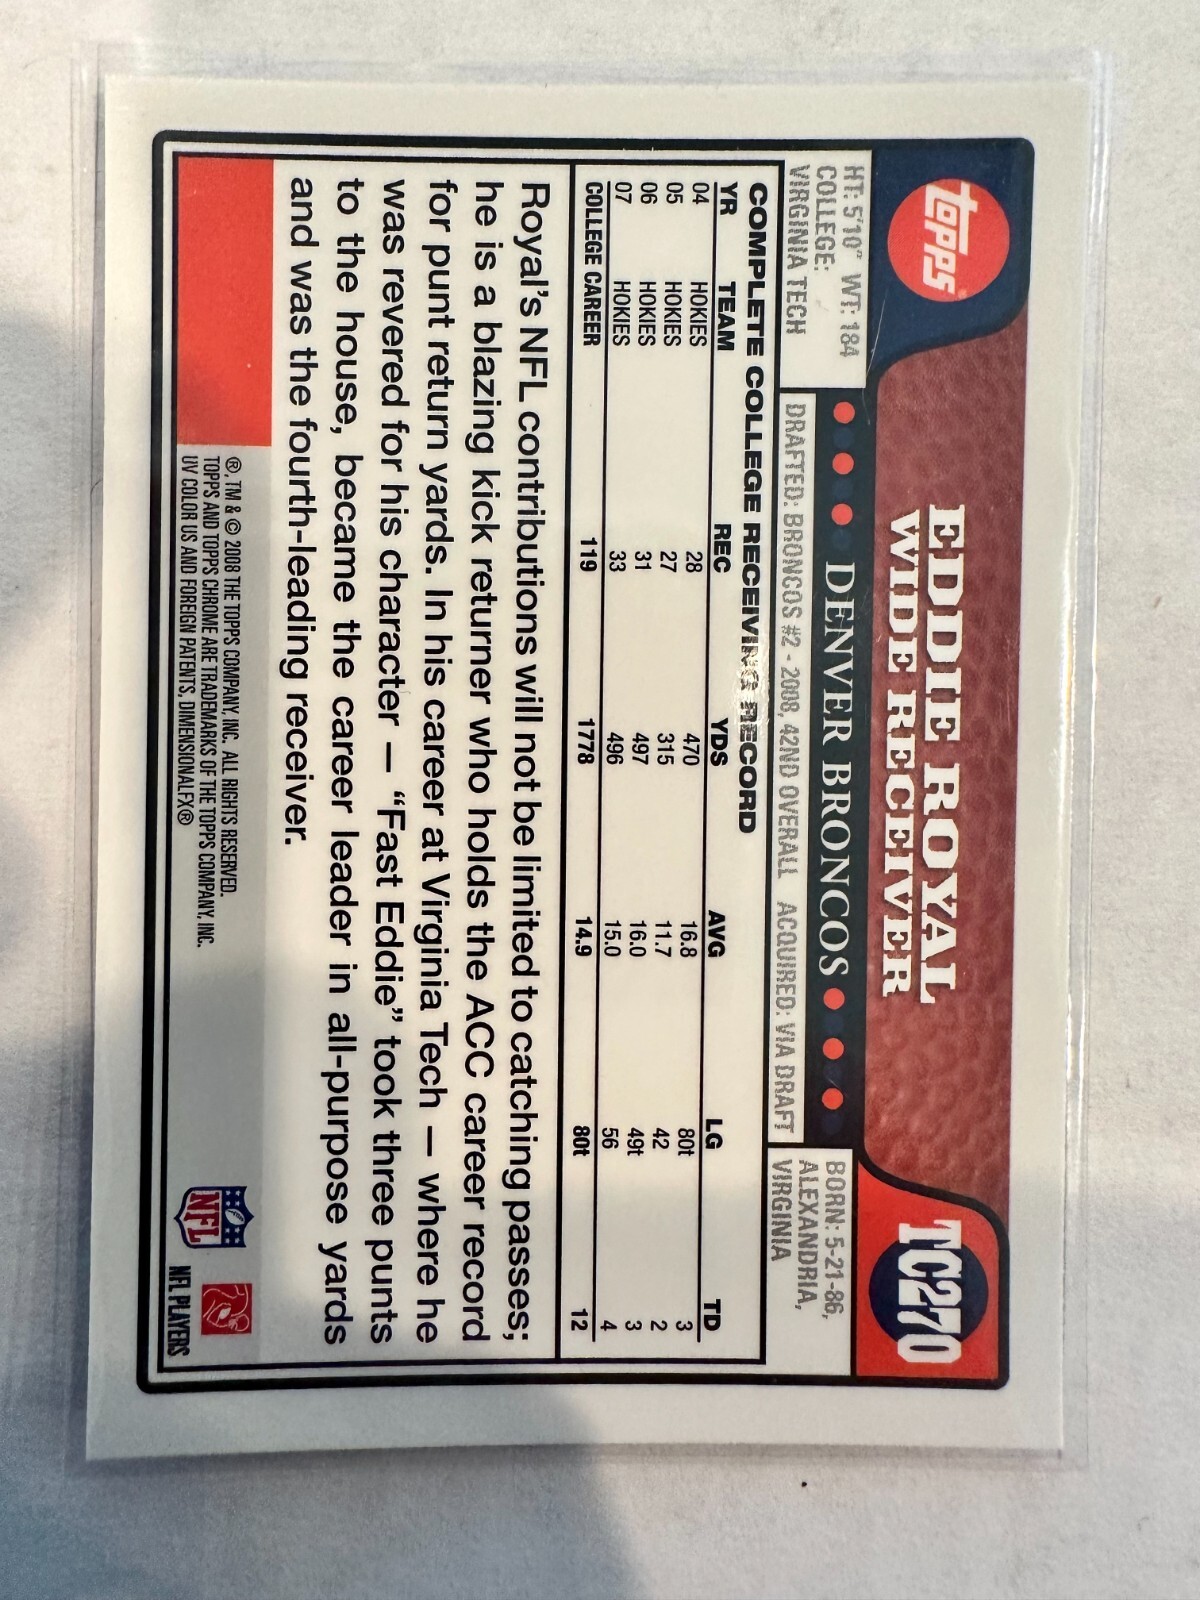 topps
EDDIE ROYAL
WIDE RECEIVER
TC270
DENVER BRONCOS
HT: 5'10" WT: 184
COLLEGE:
VIRGINIA TECH
DRAFTED: BRONCOS #2 - 2008, 42ND OVERALL ACQUIRED: VIA DRAFT
BORN: 5-21-86,
ALEXANDRIA,
VIRGINIA
COMPLETE COLLEGE RECEIVING RECORD
YR TEAM REC YDS AVG LG TD
04 HOKIES 28 470 16.8 80t 3
05 HOKIES 27 315 11.7 42 2
06 HOKIES 31 497 16.0 49t 3
07 HOKIES 33 496 15.0 56 4
COLLEGE CAREER 119 1778 14.9 80t 12
Royal's NFL contributions will not be limited to catching passes;
he is a blazing kick returner who holds the ACC career record
for punt return yards. In his career at Virginia Tech — where he
was revered for his character — "Fast Eddie" took three punts
to the house, became the career leader in all-purpose yards
and was the fourth-leading receiver.
®, TM & © 2008 THE TOPPS COMPANY, INC. ALL RIGHTS RESERVED.
TOPPS AND TOPPS CHROME ARE TRADEMARKS OF THE TOPPS COMPANY, INC.
UV COLOR US AND FOREIGN PATENTS, DIMENSIONALFX®
NFL
NFL PLAYERS